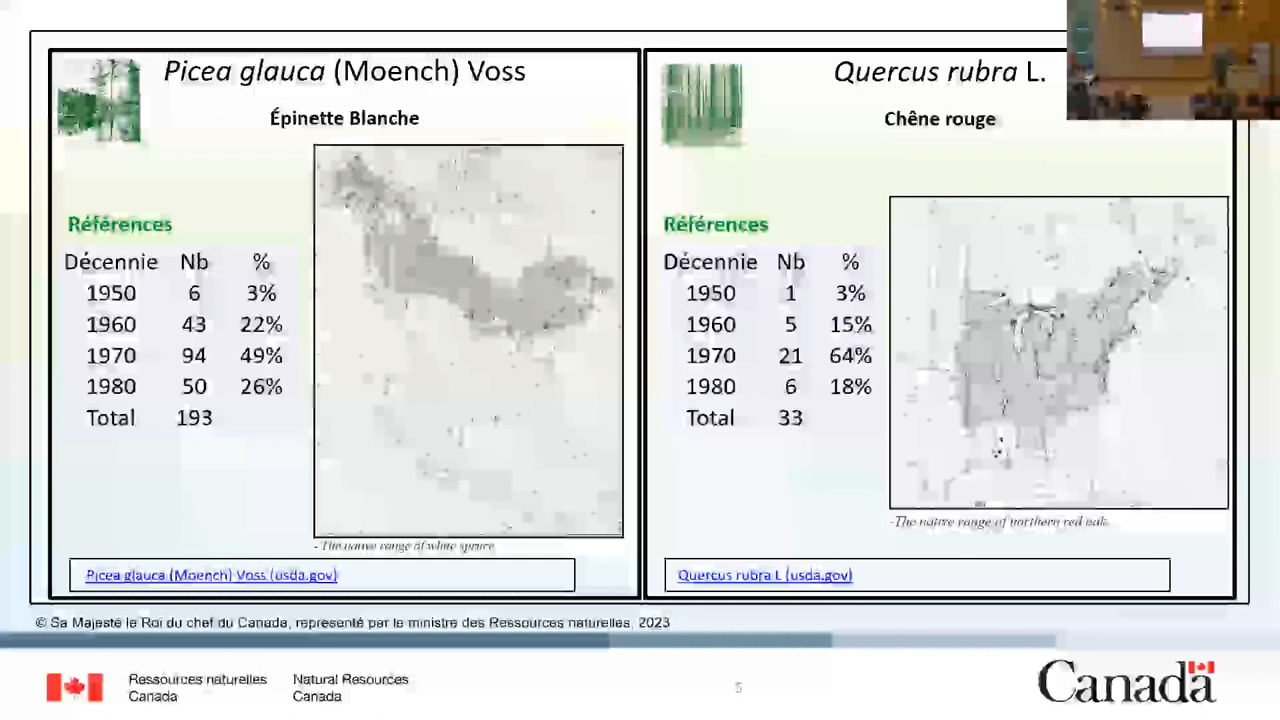 Picea glauca (Moench) Voss
Épinette Blanche
Références
Décennie Nb %
1950 6 3%
1960 43 22%
1970 94 49%
1980 50 26%
Total 193
- The native range of white spruce
Picea glauca (Moench) Voss (usda.gov)
Quercus rubra L.
Chêne rouge
Références
Décennie Nb %
1950 1 3%
1960 5 15%
1970 21 64%
1980 6 18%
Total 33
-The native range of northern red oak.
Quercus rubra L (usda.gov)
© Sa Majesté le Roi du chef du Canada, représenté par le ministre des Ressources naturelles, 2023
Ressources naturelles Canada
Natural Resources Canada
5
Canada